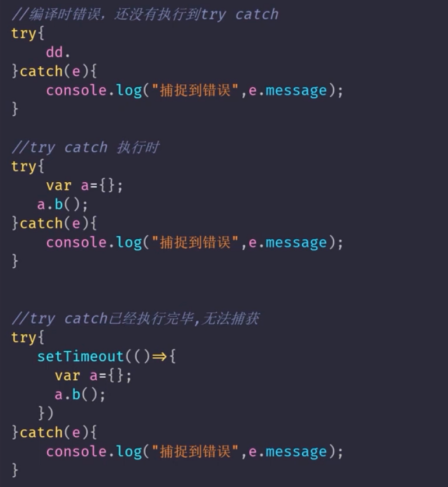 //编译时错误，还没有执行到try catch
try{
    dd.
}catch(e){
    console.log("捕捉到错误",e.message);
}

//try catch 执行时
try{
    var a={};
   a.b();
}catch(e){
    console.log("捕捉到错误",e.message);
}

//try catch已经执行完毕,无法捕获
try{
   setTimeout(()=>{
     var a={};
     a.b();
   })
}catch(e){
    console.log("捕捉到错误",e.message);
}